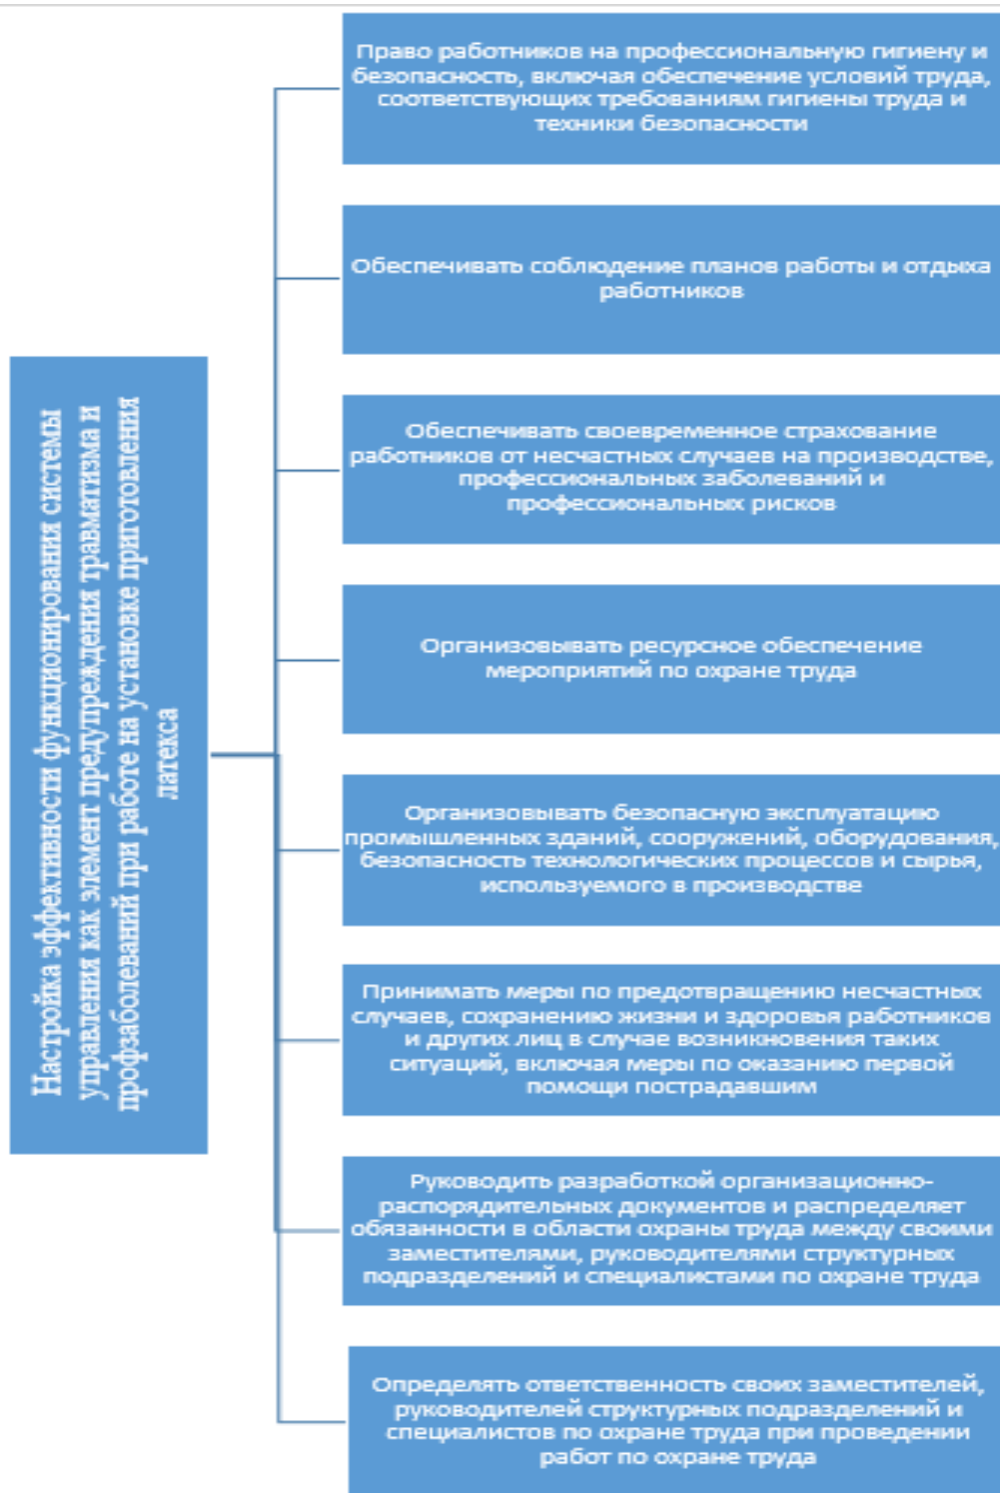 Настройка эффективности функционирования системы
управления как элемент предупреждения травматизма и
профзаболеваний при работе на установке приготовления
латекса
Право работников на профессиональную гигиену и
безопасность, включая обеспечение условий труда,
соответствующих требованиям гигиены труда и
техники безопасности
Обеспечивать соблюдение планов работы и отдыха
работников
Обеспечивать своевременное страхование
работников от несчастных случаев на производстве,
профессиональных заболеваний и
профессиональных рисков
Организовывать ресурсное обеспечение
мероприятий по охране труда
Организовывать безопасную эксплуатацию
промышленных зданий, сооружений, оборудования,
безопасность технологических процессов и сырья,
используемого в производстве
Принимать меры по предотвращению несчастных
случаев, сохранению жизни и здоровья работников
и других лиц в случае возникновения таких
ситуаций, включая меры по оказанию первой
помощи пострадавшим
Руководить разработкой организационно-
распорядительных документов и распределяет
обязанности в области охраны труда между своими
заместителями, руководителями структурных
подразделений и специалистами по охране труда
Определять ответственность своих заместителей,
руководителей структурных подразделений и
специалистов по охране труда при проведении
работ по охране труда